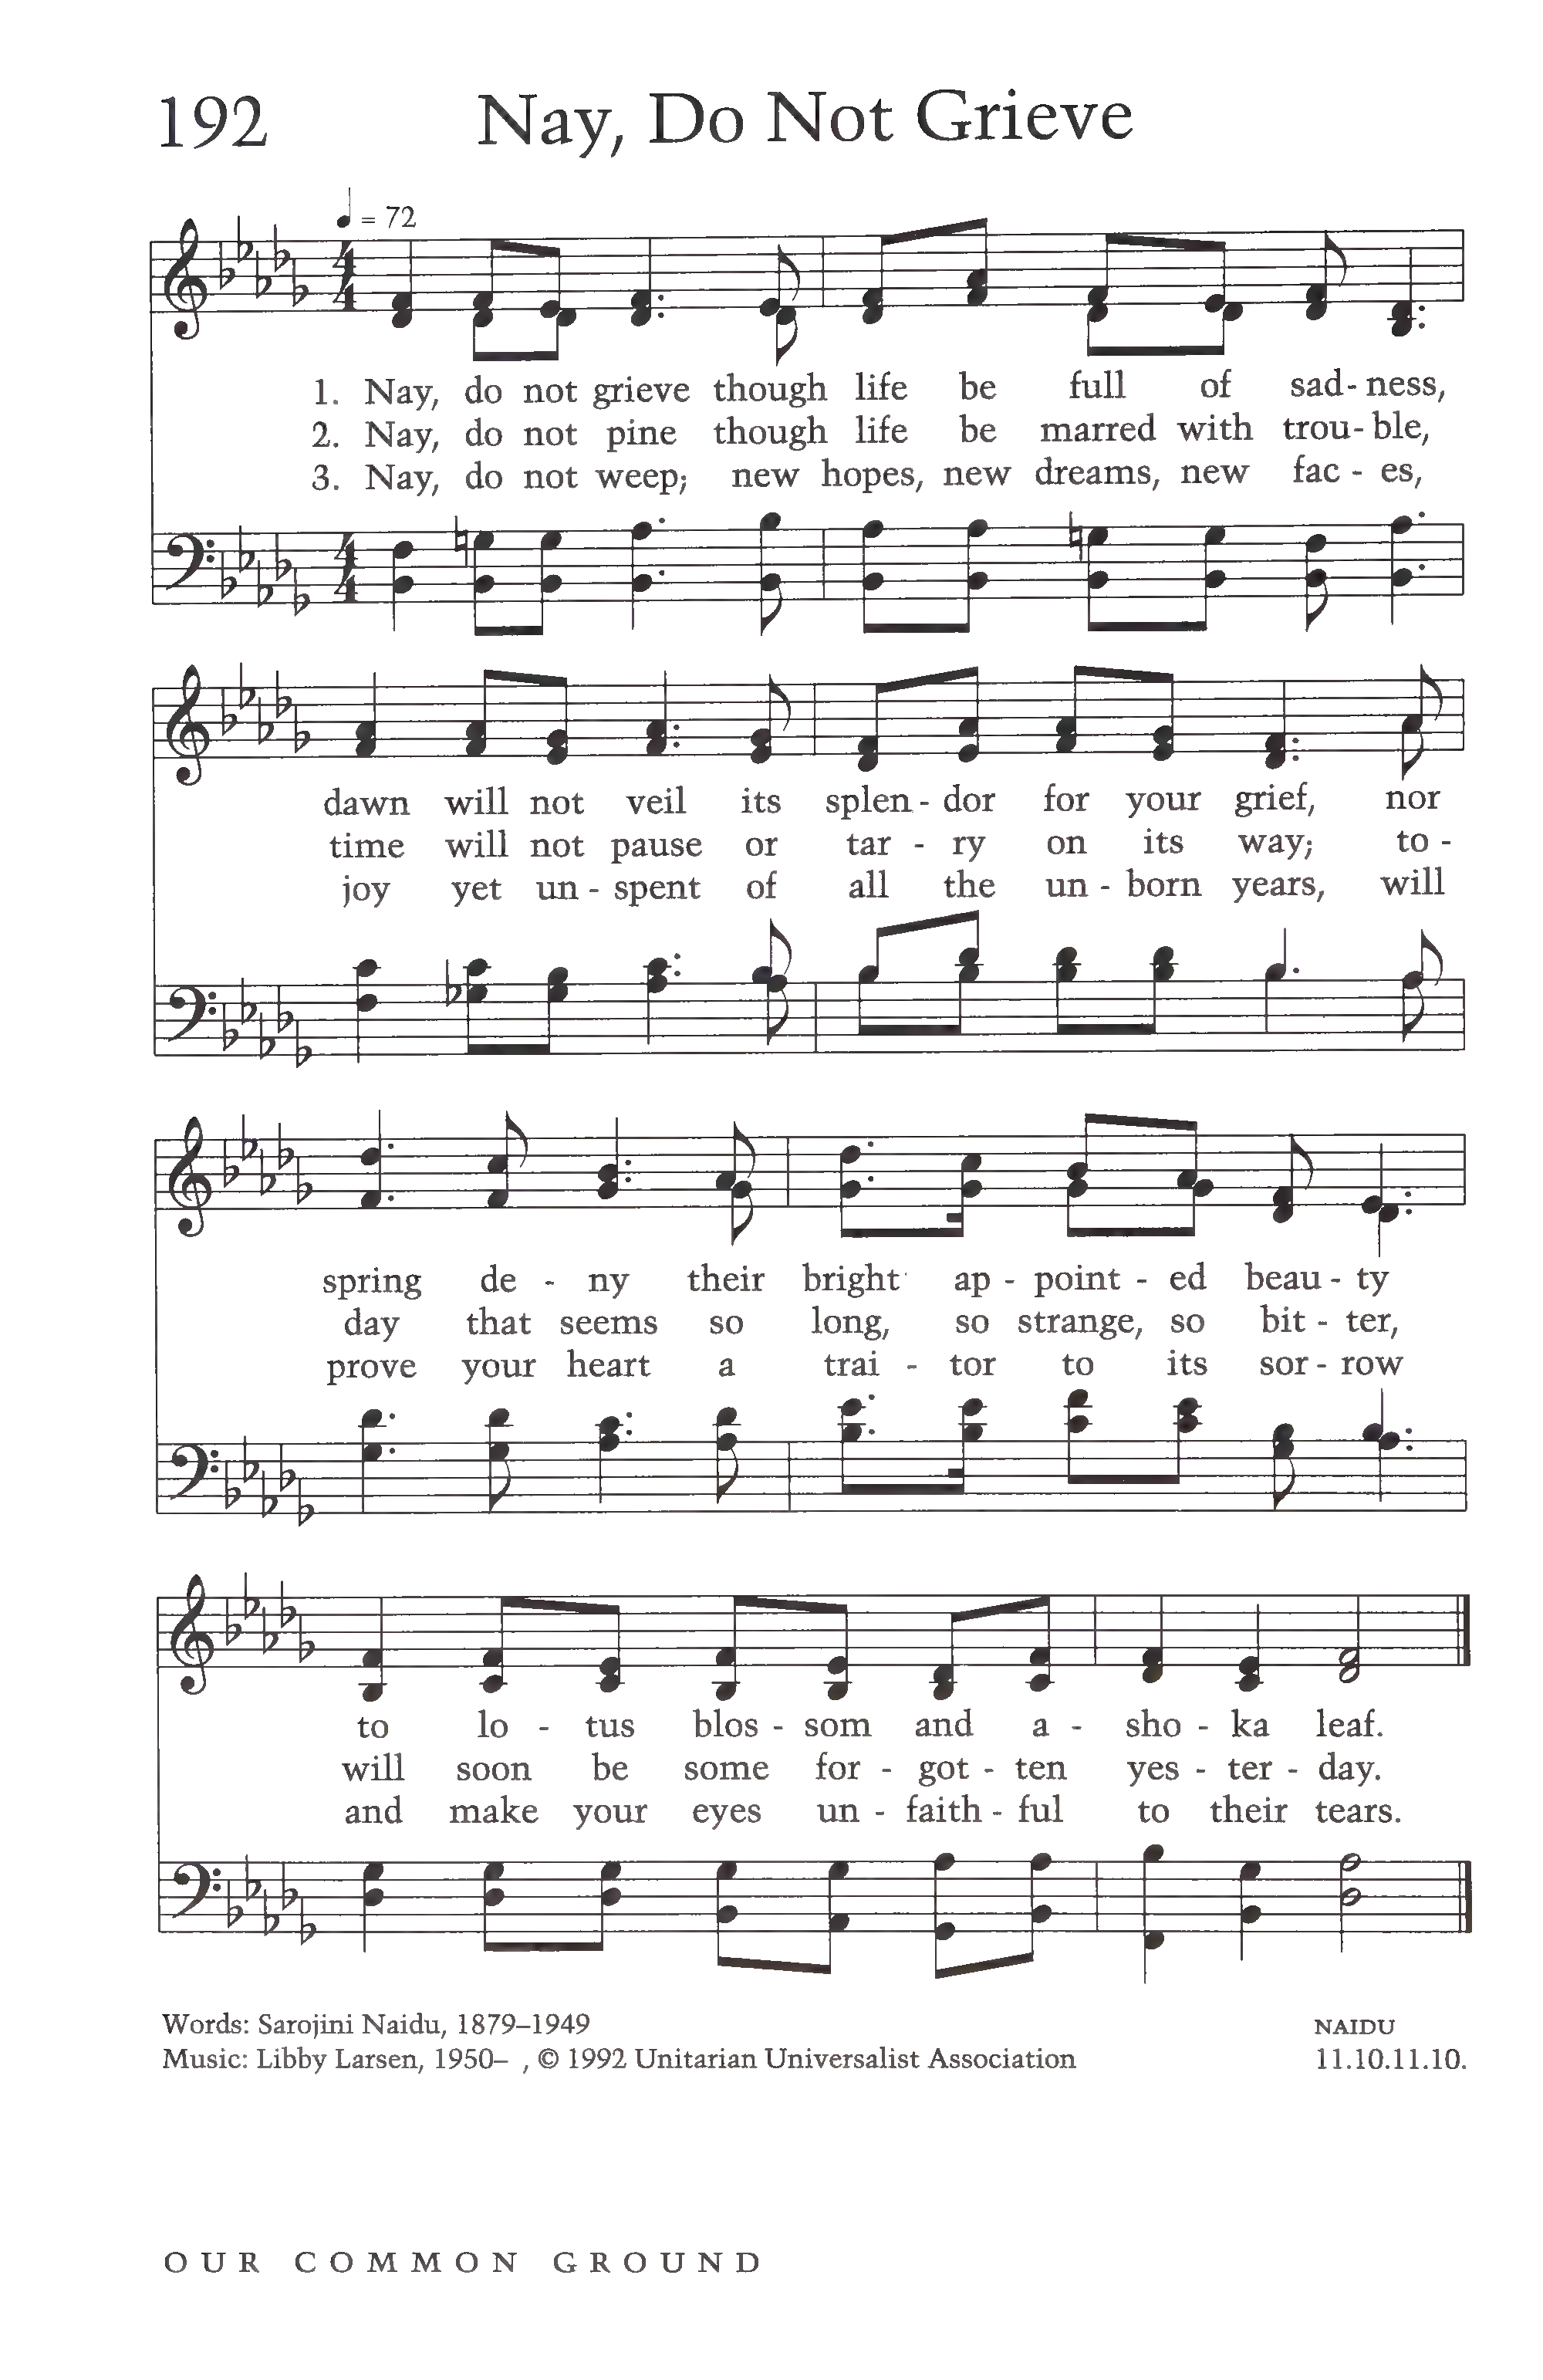 192 Nay, Do Not Grieve
♩ = 72
4 4
1. Nay, do not grieve though life be full of sad- ness,
2. Nay, do not pine though life be marred with trou- ble,
3. Nay, do not weep; new hopes, new dreams, new fac - es,
4 4
dawn will not veil its splen - dor for your grief, nor
time will not pause or tar - ry on its way; to -
joy yet un - spent of all the un - born years, will
spring de - ny their bright ap - point - ed beau - ty
day that seems so long, so strange, so bit - ter,
prove your heart a trai - tor to its sor - row
to lo - tus blos - som and a - sho - ka leaf.
will soon be some for - got - ten yes - ter - day.
and make your eyes un - faith - ful to their tears.
Words: Sarojini Naidu, 1879–1949 NAIDU
Music: Libby Larsen, 1950– , © 1992 Unitarian Universalist Association 11.10.11.10.
OUR COMMON GROUND